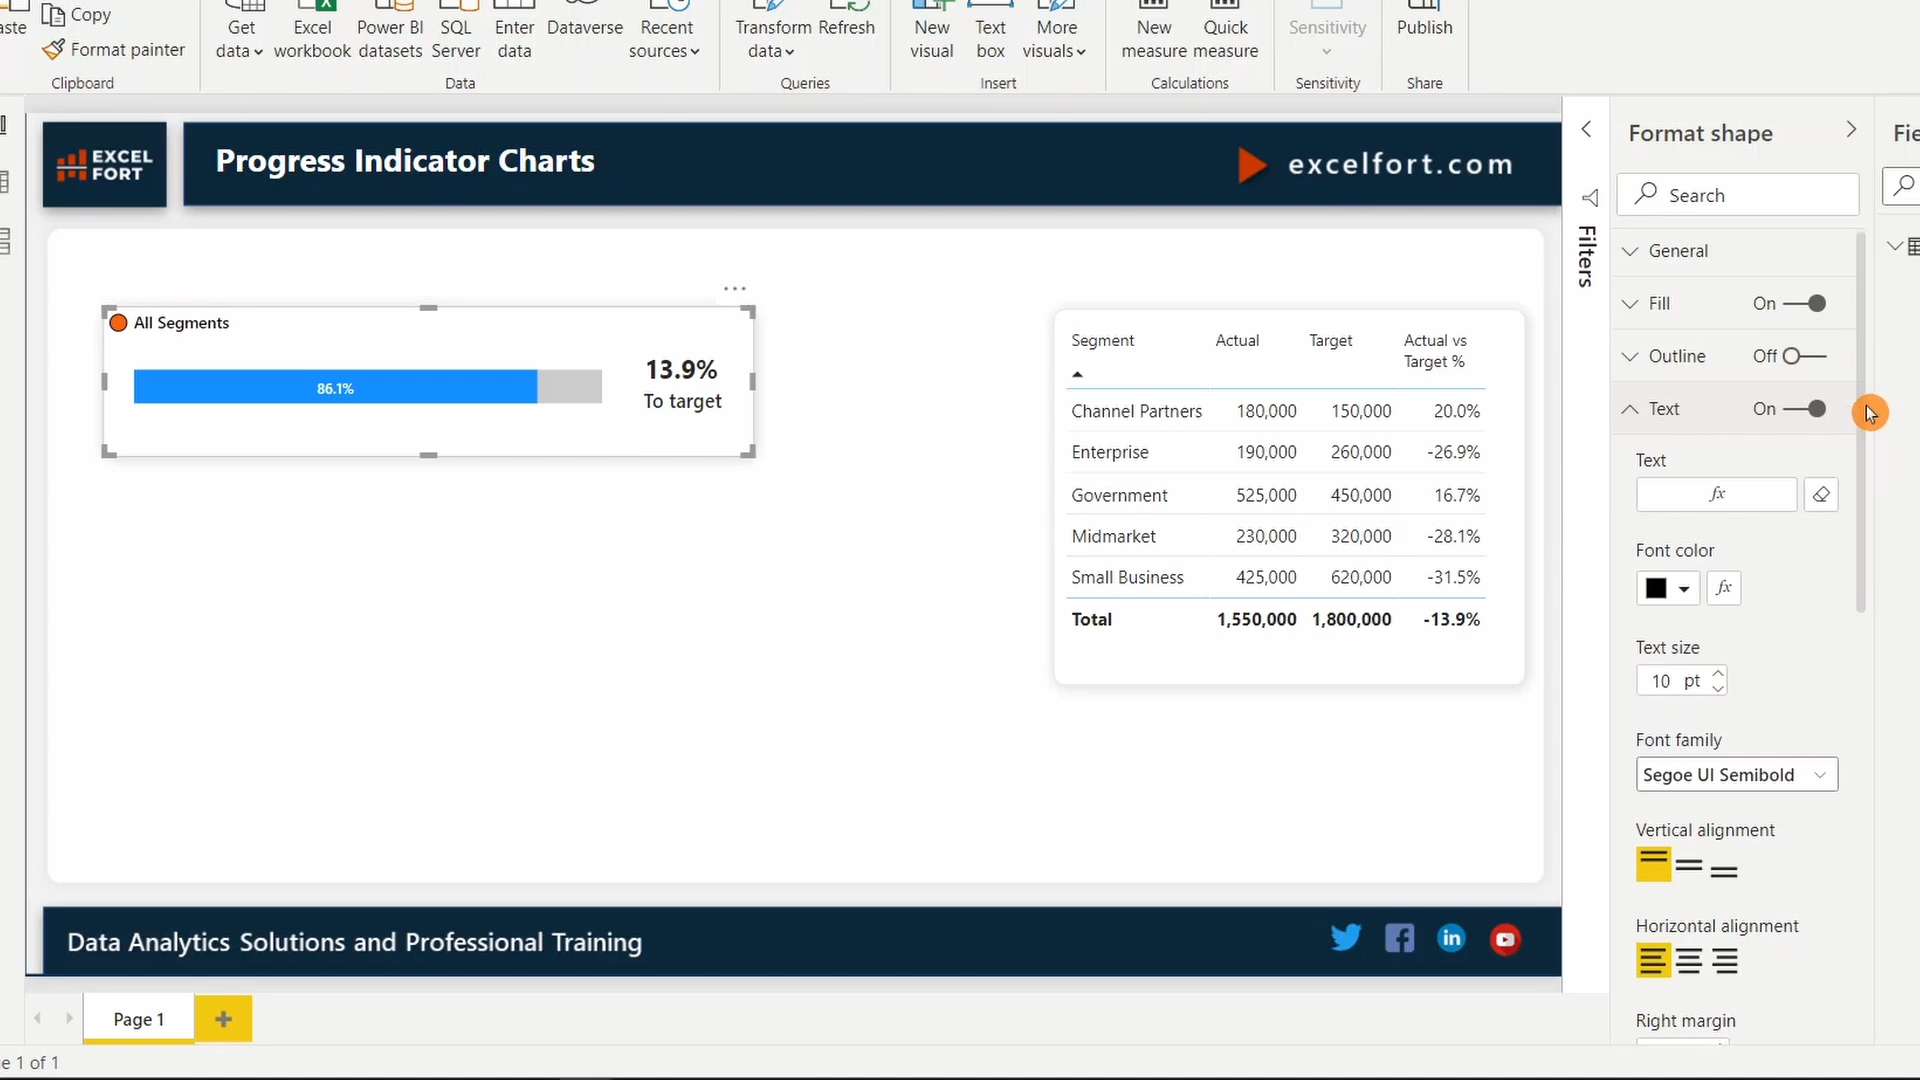 aste
Copy
Format painter
Clipboard
Get
data
Excel
workbook
Power BI
datasets
SQL
Server
Enter
data
Dataverse
Recent
sources
Data
Transform
data
Refresh
Queries
New
visual
Text
box
More
visuals
Insert
New
measure
Quick
measure
Calculations
Sensitivity
Sensitivity
Publish
Share
EXCEL
FORT
Progress Indicator Charts
excelfort.com
All Segments
86.1%
13.9%
To target
Segment Actual Target Actual vs
Target %
Channel Partners 180,000 150,000 20.0%
Enterprise 190,000 260,000 -26.9%
Government 525,000 450,000 16.7%
Midmarket 230,000 320,000 -28.1%
Small Business 425,000 620,000 -31.5%
Total 1,550,000 1,800,000 -13.9%
Data Analytics Solutions and Professional Training
in
Page 1
e 1 of 1
Filters
Format shape
Search
General
Fill On
Outline Off
Text On
Text
fx
Font color
fx
Text size
10 pt
Font family
Segoe UI Semibold
Vertical alignment
Horizontal alignment
Right margin
Fie